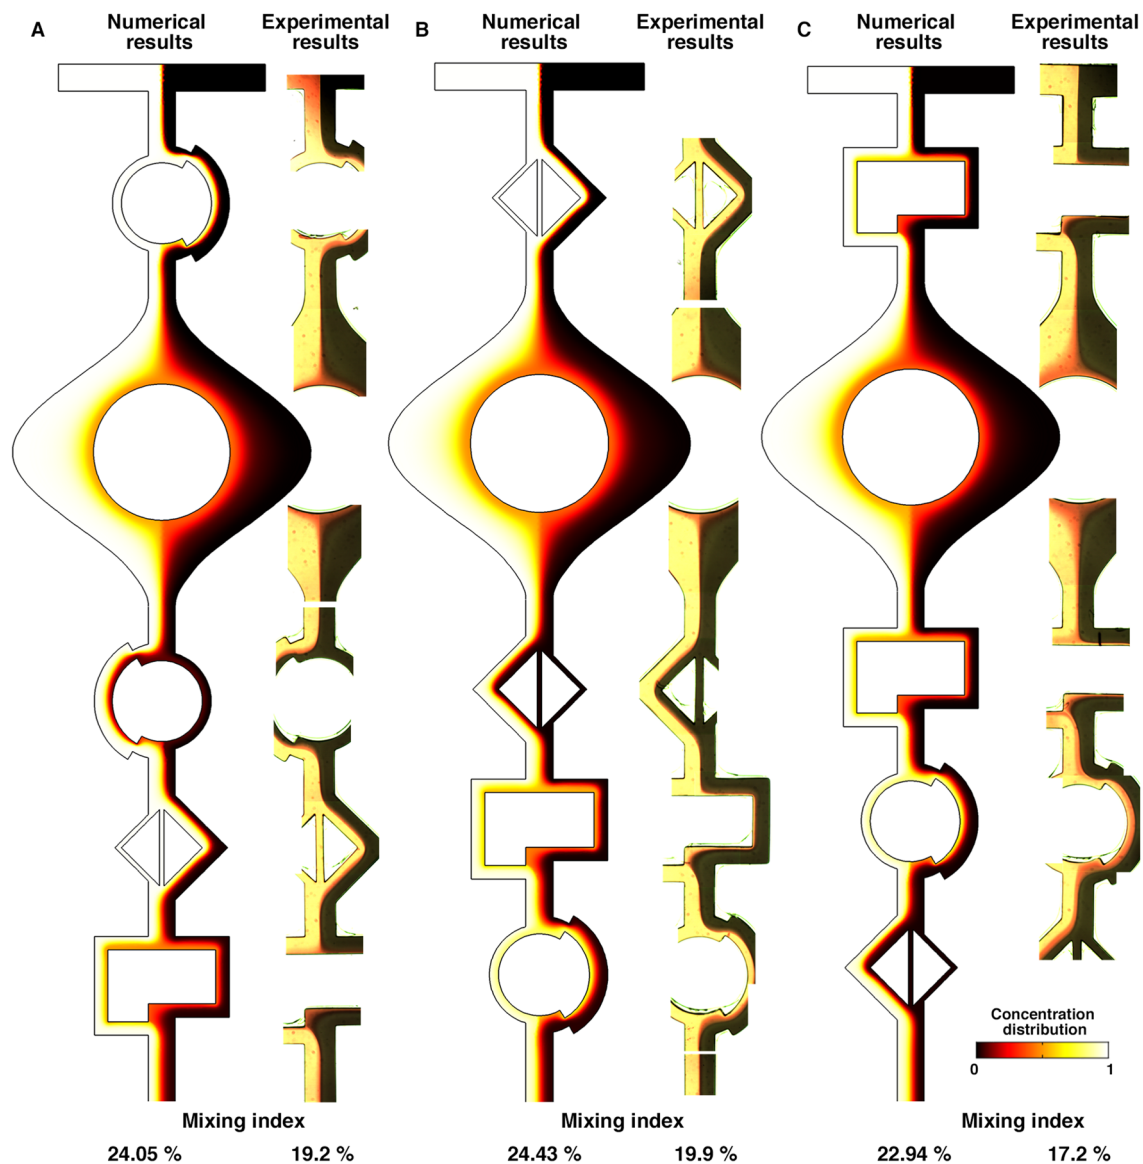 A
Numerical
results
Experimental
results
B
Numerical
results
Experimental
results
C
Numerical
results
Experimental
results
Concentration
distribution
0
1
Mixing index
24.05 %
19.2 %
Mixing index
24.43 %
19.9 %
Mixing index
22.94 %
17.2 %